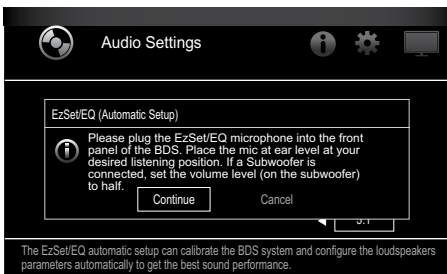 Audio Settings
EzSet/EQ (Automatic Setup)
Please plug the EzSet/EQ microphone into the front
panel of the BDS. Place the mic at ear level at your
desired listening position. If a Subwoofer is
connected, set the volume level (on the subwoofer)
to half.
Continue Cancel
5.1
The EzSet/EQ automatic setup can calibrate the BDS system and configure the loudspeakers
parameters automatically to get the best sound performance.